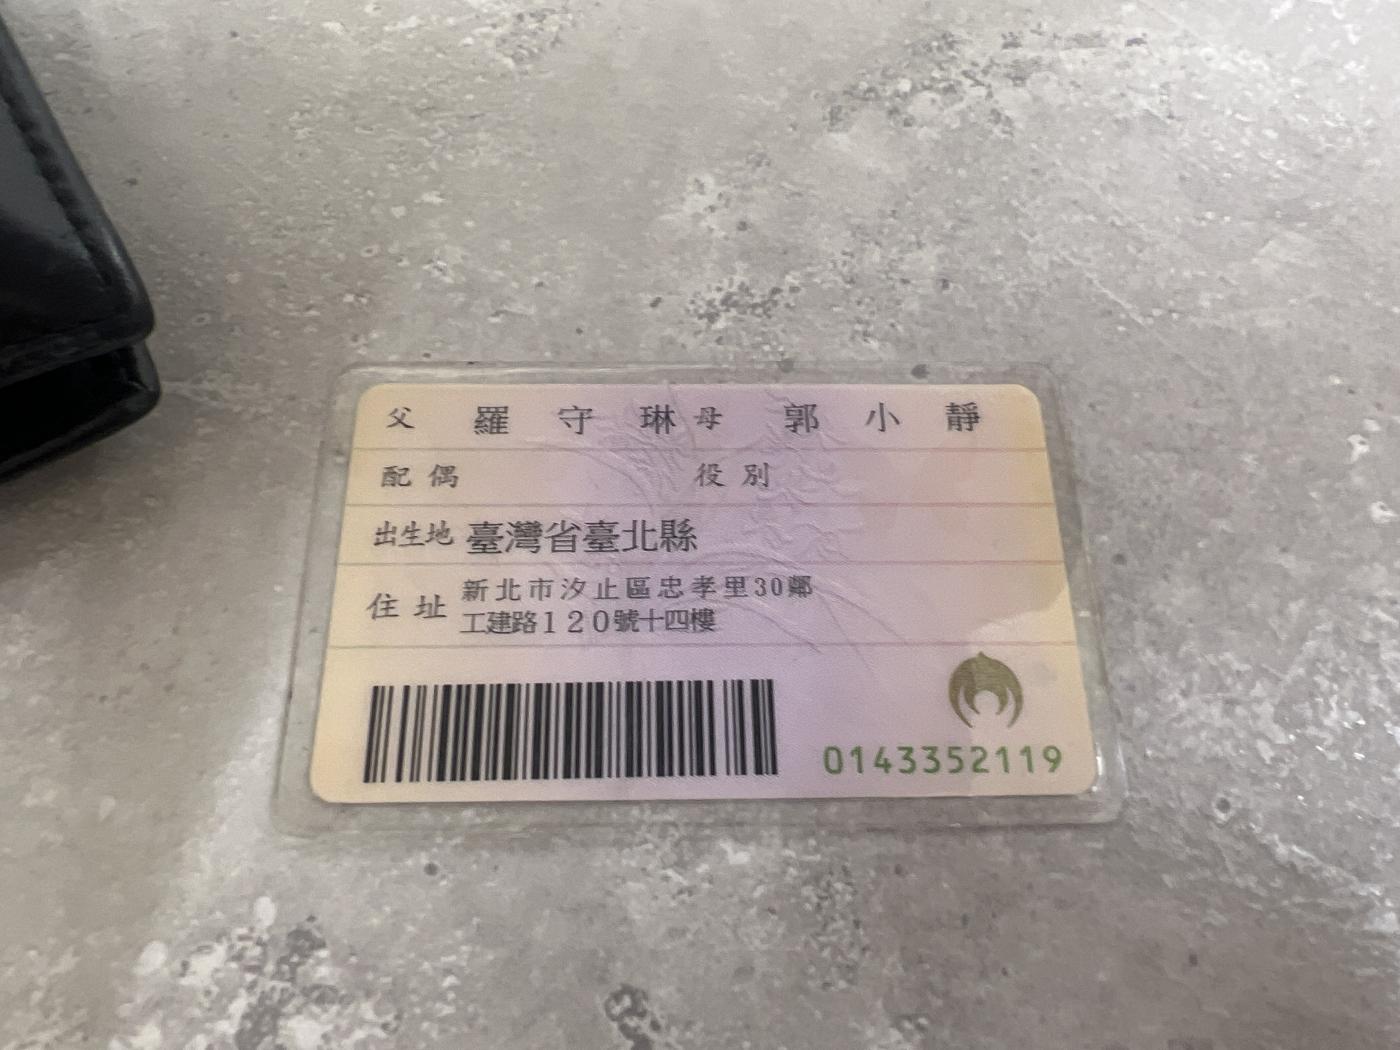 父 羅守琳 母 郭小靜
配偶 役別
出生地 臺灣省臺北縣
住址 新北市汐止區忠孝里30鄰
工建路120號十四樓
0143352119